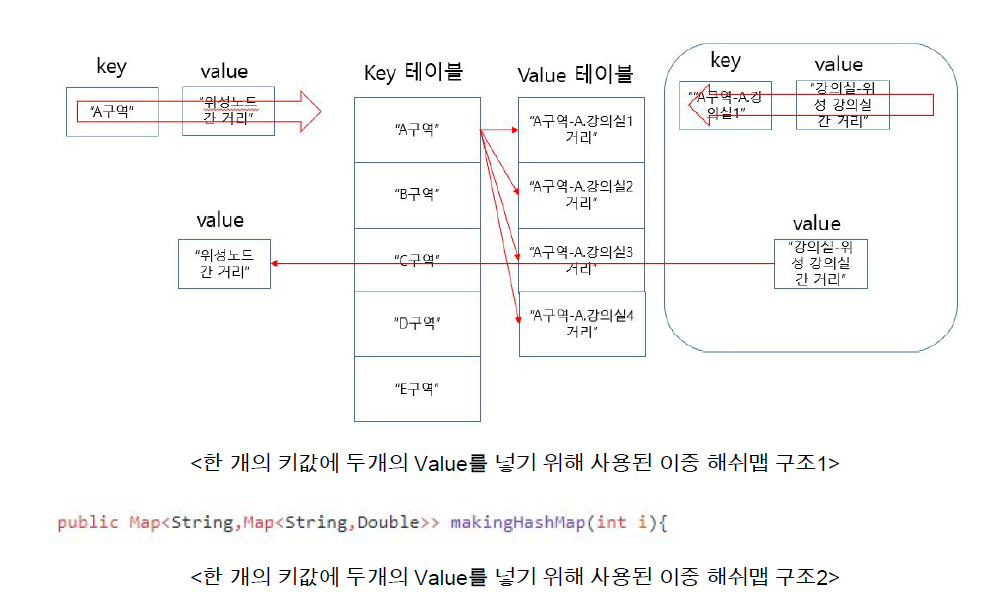 key
value
"A구역"
"위성노드
간 거리"
value
"위성노드
간 거리"
Key 테이블
"A구역"
"B구역"
"C구역"
"D구역"
"E구역"
Value 테이블
"A구역-A.강의실1
거리"
"A구역-A.강의실2
거리"
"A구역-A.강의실3
거리"
"A구역-A.강의실4
거리"
key
value
""A구역-A.강
의실1"
"강의실-위
성 강의실
간 거리"
value
"강의실-위
성 강의실
간 거리"
<한 개의 키값에 두개의 Value를 넣기 위해 사용된 이중 해쉬맵 구조1>
public Map<String,Map<String,Double>> makingHashMap(int i){
<한 개의 키값에 두개의 Value를 넣기 위해 사용된 이중 해쉬맵 구조2>